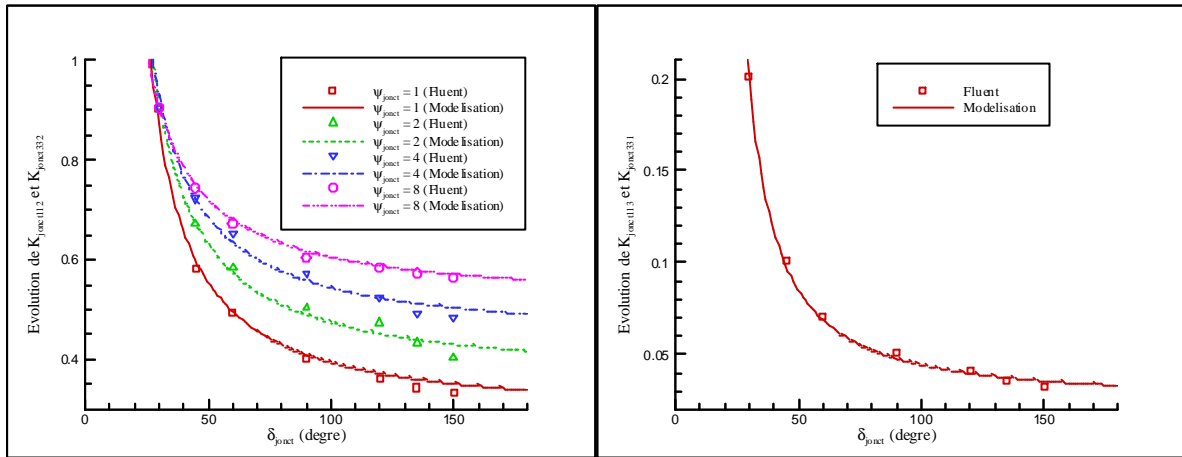 Evolution de K_jonct112 et K_jonct332
1
0.8
0.6
0.4
0
50
100
150
δ_jonct (degre)
ψ_jonct = 1 (Fluent)
ψ_jonct = 1 (Modelisation)
ψ_jonct = 2 (Fluent)
ψ_jonct = 2 (Modelisation)
ψ_jonct = 4 (Fluent)
ψ_jonct = 4 (Modelisation)
ψ_jonct = 8 (Fluent)
ψ_jonct = 8 (Modelisation)
Evolution de K_jonct113 et K_jonct331
0.2
0.15
0.1
0.05
0
50
100
150
δ_jonct (degre)
Fluent
Modelisation